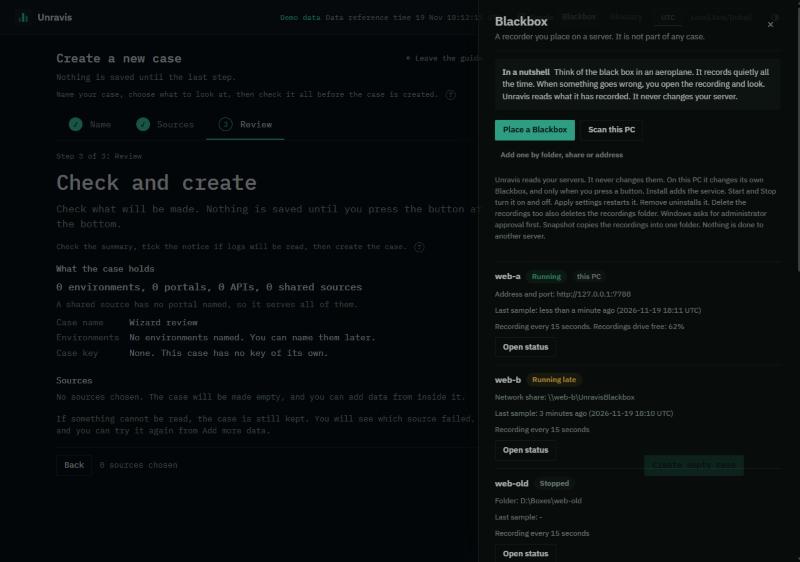 Unravis
Demo data Data reference time 19 Nov 18:12:1
Blackbox
Glossary
UTC
Create a new case
Leave the guid
Nothing is saved until the last step.
Name your case, choose what to look at, then check it all before the case is created. ?
Name
Sources
3 Review
Step 3 of 3: Review
Check and create
Check what will be made. Nothing is saved until you press the button at
the bottom.
Check the summary, tick the notice if logs will be read, then create the case. ?
What the case holds
0 environments, 0 portals, 0 APIs, 0 shared sources
A shared source has no portal named, so it serves all of them.
Case name Wizard review
Environments No environments named. You can name them later.
Case key None. This case has no key of its own.
Sources
No sources chosen. The case will be made empty, and you can add data from inside it.
If something cannot be read, the case is still kept. You will see which source failed,
and you can try it again from Add more data.
Back 0 sources chosen
Blackbox
A recorder you place on a server. It is not part of any case.
In a nutshell Think of the black box in an aeroplane. It records quietly all
the time. When something goes wrong, you open the recording and look.
Unravis reads what it has recorded. It never changes your server.
Place a Blackbox
Scan this PC
Add one by folder, share or address
Unravis reads your servers. It never changes them. On this PC it changes its own
Blackbox, and only when you press a button. Install adds the service. Start and Stop
turn it on and off. Apply settings restarts it. Remove uninstalls it. Delete the
recordings too also deletes the recordings folder. Windows asks for administrator
approval first. Snapshot copies the recordings into one folder. Nothing is done to
another server.
web-a Running this PC
Address and port: http://127.0.0.1:7788
Last sample: less than a minute ago (2026-11-19 18:11 UTC)
Recording every 15 seconds. Recordings drive free: 62%
Open status
web-b Running late
Network share: \\web-b\UnravisBlackbox
Last sample: 3 minutes ago (2026-11-19 18:10 UTC)
Recording every 15 seconds
Open status
Create empty case
web-old Stopped
Folder: D:\Boxes\web-old
Last sample: -
Recording every 15 seconds
Open status